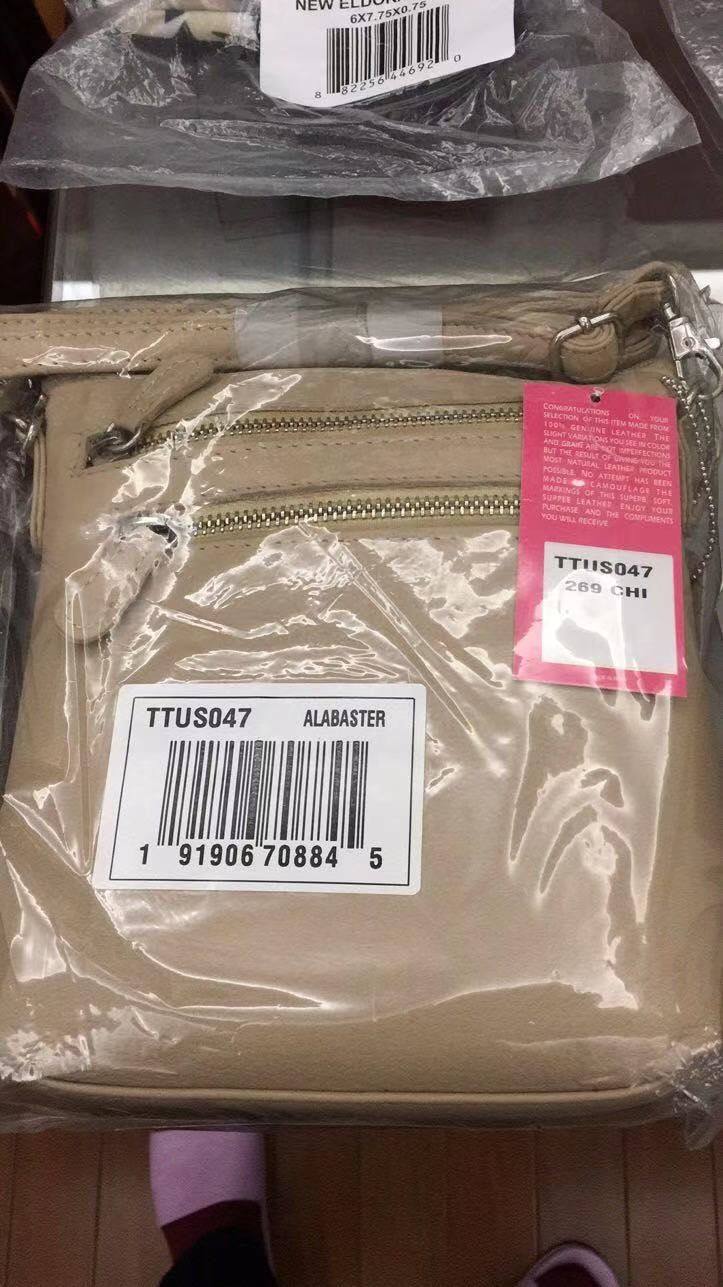 NEW ELDOR
6X7.75X0.75
8 82256 44692 0
CONGRATULATIONS ON YOUR
SELECTION OF THIS ITEM MADE FROM
100% GENUINE LEATHER THE
SLIGHT VARIATIONS YOU SEE IN COLOR
AND GRAIN ARE NOT IMPERFECTIONS
BUT THE RESULT OF GIVING YOU THE
MOST NATURAL LEATHER PRODUCT
POSSIBLE. NO ATTEMPT HAS BEEN
MADE TO CAMOUFLAGE THE
MARKINGS OF THIS SUPERB SOFT
SUPPLE LEATHER. ENJOY YOUR
PURCHASE AND THE COMPLIMENTS
YOU WILL RECEIVE
TTUS047
269 CHI
TTUS047 ALABASTER
1 91906 70884 5